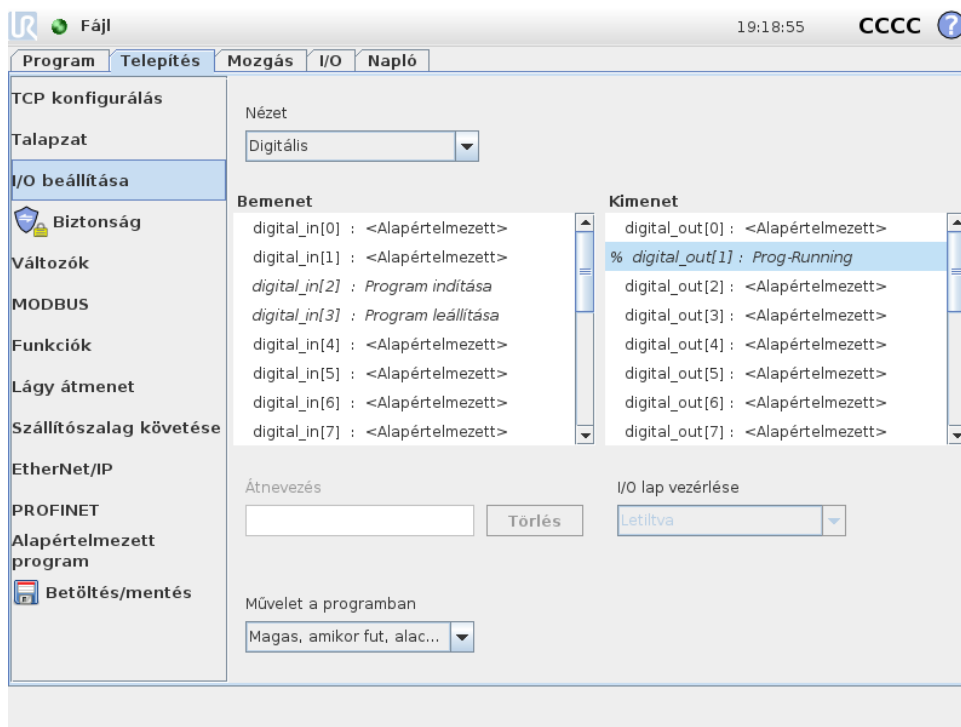 UR Fájl 19:18:55 CCCC ?
Program Telepítés Mozgás I/O Napló
TCP konfigurálás
Talapzat
I/O beállítása
Biztonság
Változók
MODBUS
Funkciók
Lágy átmenet
Szállítószalag követése
EtherNet/IP
PROFINET
Alapértelmezett
program
Betöltés/mentés
Nézet
Digitális
Bemenet
digital_in[0] : <Alapértelmezett>
digital_in[1] : <Alapértelmezett>
digital_in[2] : Program indítása
digital_in[3] : Program leállítása
digital_in[4] : <Alapértelmezett>
digital_in[5] : <Alapértelmezett>
digital_in[6] : <Alapértelmezett>
digital_in[7] : <Alapértelmezett>
Kimenet
digital_out[0] : <Alapértelmezett>
% digital_out[1] : Prog-Running
digital_out[2] : <Alapértelmezett>
digital_out[3] : <Alapértelmezett>
digital_out[4] : <Alapértelmezett>
digital_out[5] : <Alapértelmezett>
digital_out[6] : <Alapértelmezett>
digital_out[7] : <Alapértelmezett>
Átnevezés
Törlés
I/O lap vezérlése
Letiltva
Művelet a programban
Magas, amikor fut, alac...